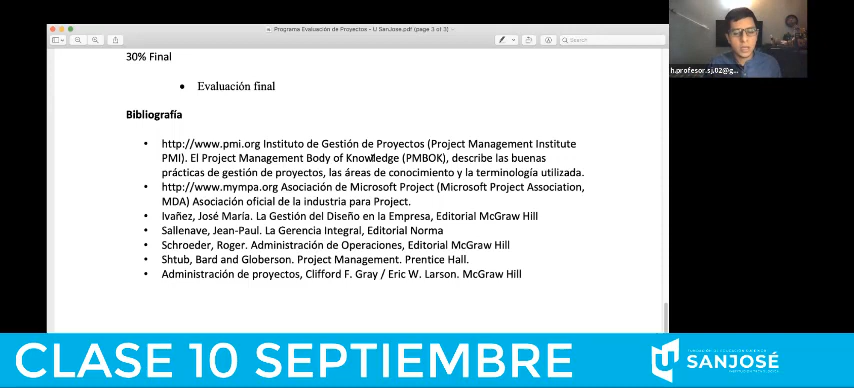 Programa Evaluación de Proyectos - U SanJose.pdf (page 3 of 3)
Search
h.profesor.sj.02@g...
30% Final
• Evaluación final
Bibliografía
• http://www.pmi.org Instituto de Gestión de Proyectos (Project Management Institute
PMI). El Project Management Body of Knowledge (PMBOK), describe las buenas
prácticas de gestión de proyectos, las áreas de conocimiento y la terminología utilizada.
• http://www.mympa.org Asociación de Microsoft Project (Microsoft Project Association,
MDA) Asociación oficial de la industria para Project.
• Ivañez, José María. La Gestión del Diseño en la Empresa, Editorial McGraw Hill
• Sallenave, Jean-Paul. La Gerencia Integral, Editorial Norma
• Schroeder, Roger. Administración de Operaciones, Editorial McGraw Hill
• Shtub, Bard and Globerson. Project Management. Prentice Hall.
• Administración de proyectos, Clifford F. Gray / Eric W. Larson. McGraw Hill
CLASE 10 SEPTIEMBRE
SANJOSÉ